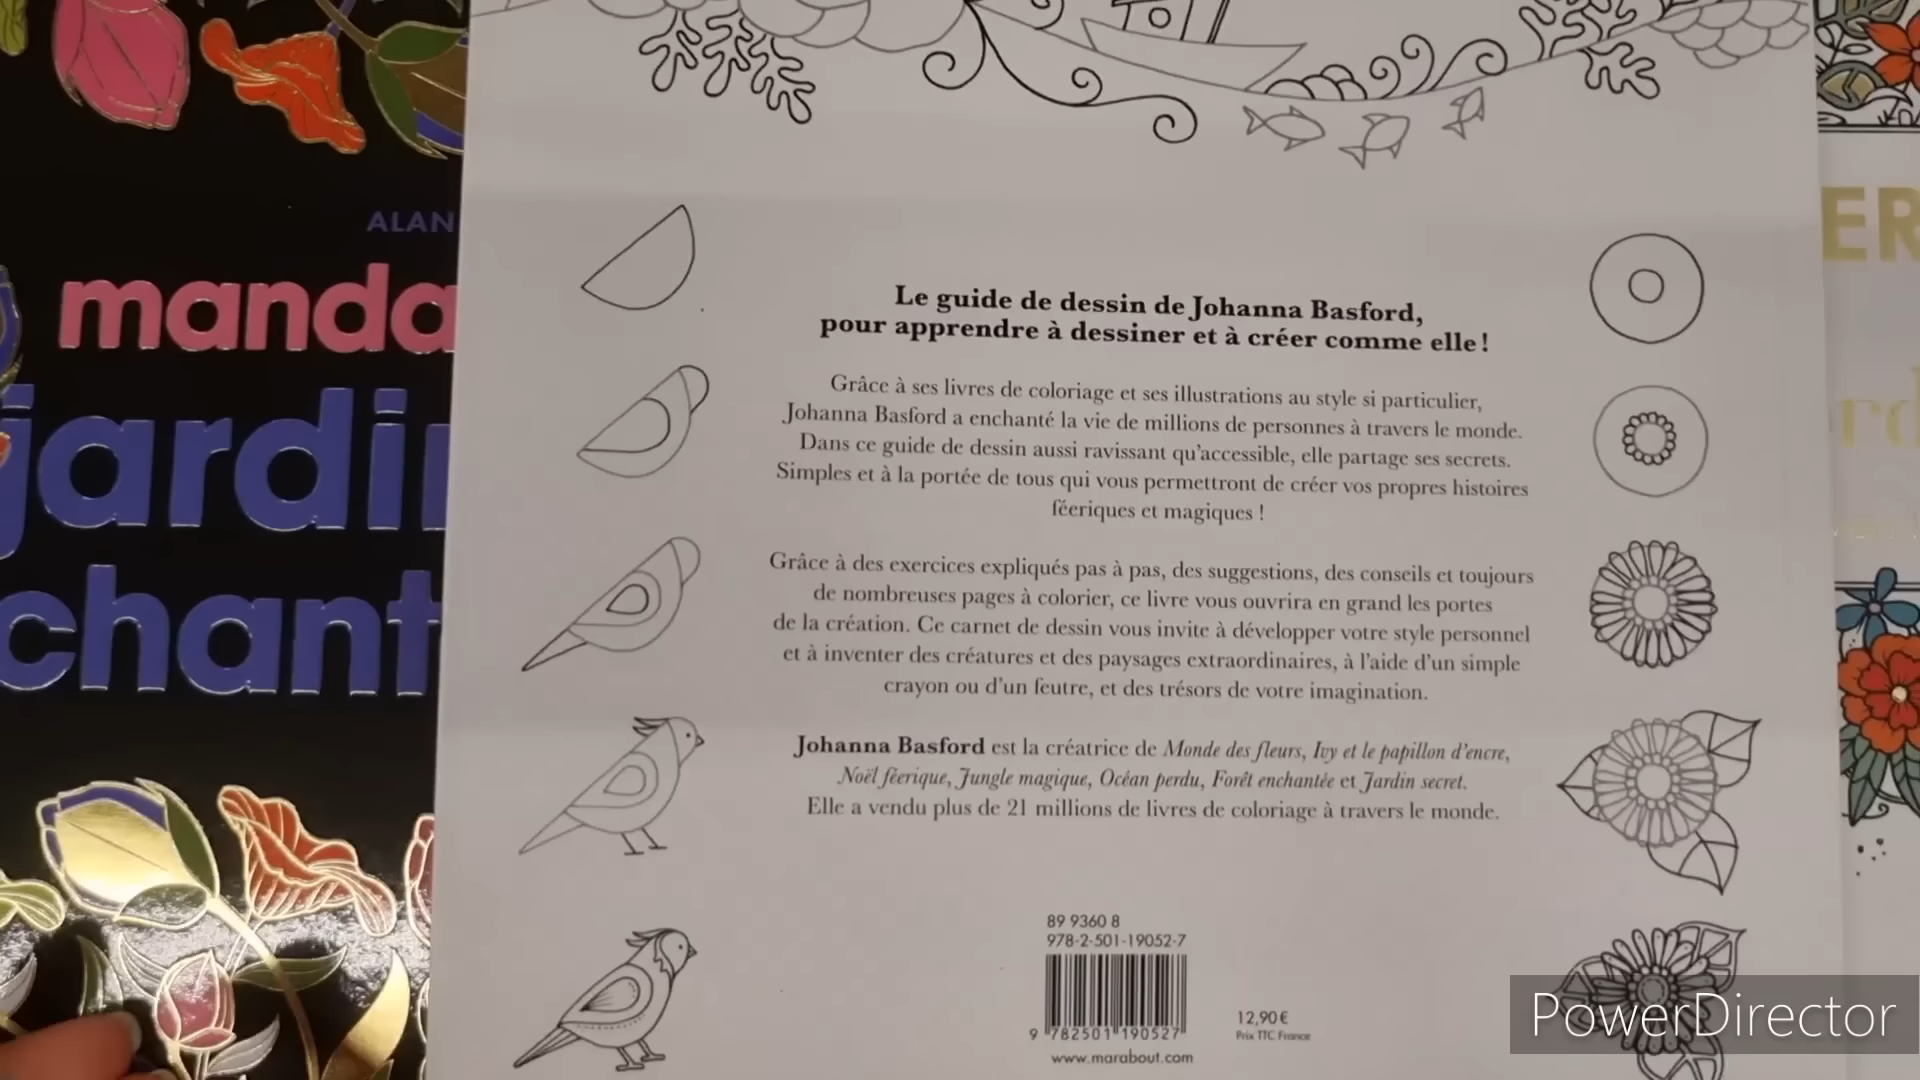 ALAN
manda
jardin
chant
Le guide de dessin de Johanna Basford,
pour apprendre à dessiner et à créer comme elle !
Grâce à ses livres de coloriage et ses illustrations au style si particulier,
Johanna Basford a enchanté la vie de millions de personnes à travers le monde.
Dans ce guide de dessin aussi ravissant qu'accessible, elle partage ses secrets.
Simples et à la portée de tous qui vous permettront de créer vos propres histoires
féeriques et magiques !
Grâce à des exercices expliqués pas à pas, des suggestions, des conseils et toujours
de nombreuses pages à colorier, ce livre vous ouvrira en grand les portes
de la création. Ce carnet de dessin vous invite à développer votre style personnel
et à inventer des créatures et des paysages extraordinaires, à l'aide d'un simple
crayon ou d'un feutre, et des trésors de votre imagination.
Johanna Basford est la créatrice de Monde des fleurs, Ivy et le papillon d'encre,
Noël féerique, Jungle magique, Océan perdu, Forêt enchantée et Jardin secret.
Elle a vendu plus de 21 millions de livres de coloriage à travers le monde.
89 9360 8
978-2-501-19052-7
9 782501 190527
12,90 €
Prix TTC France
www.marabout.com
ER
rd
PowerDirector